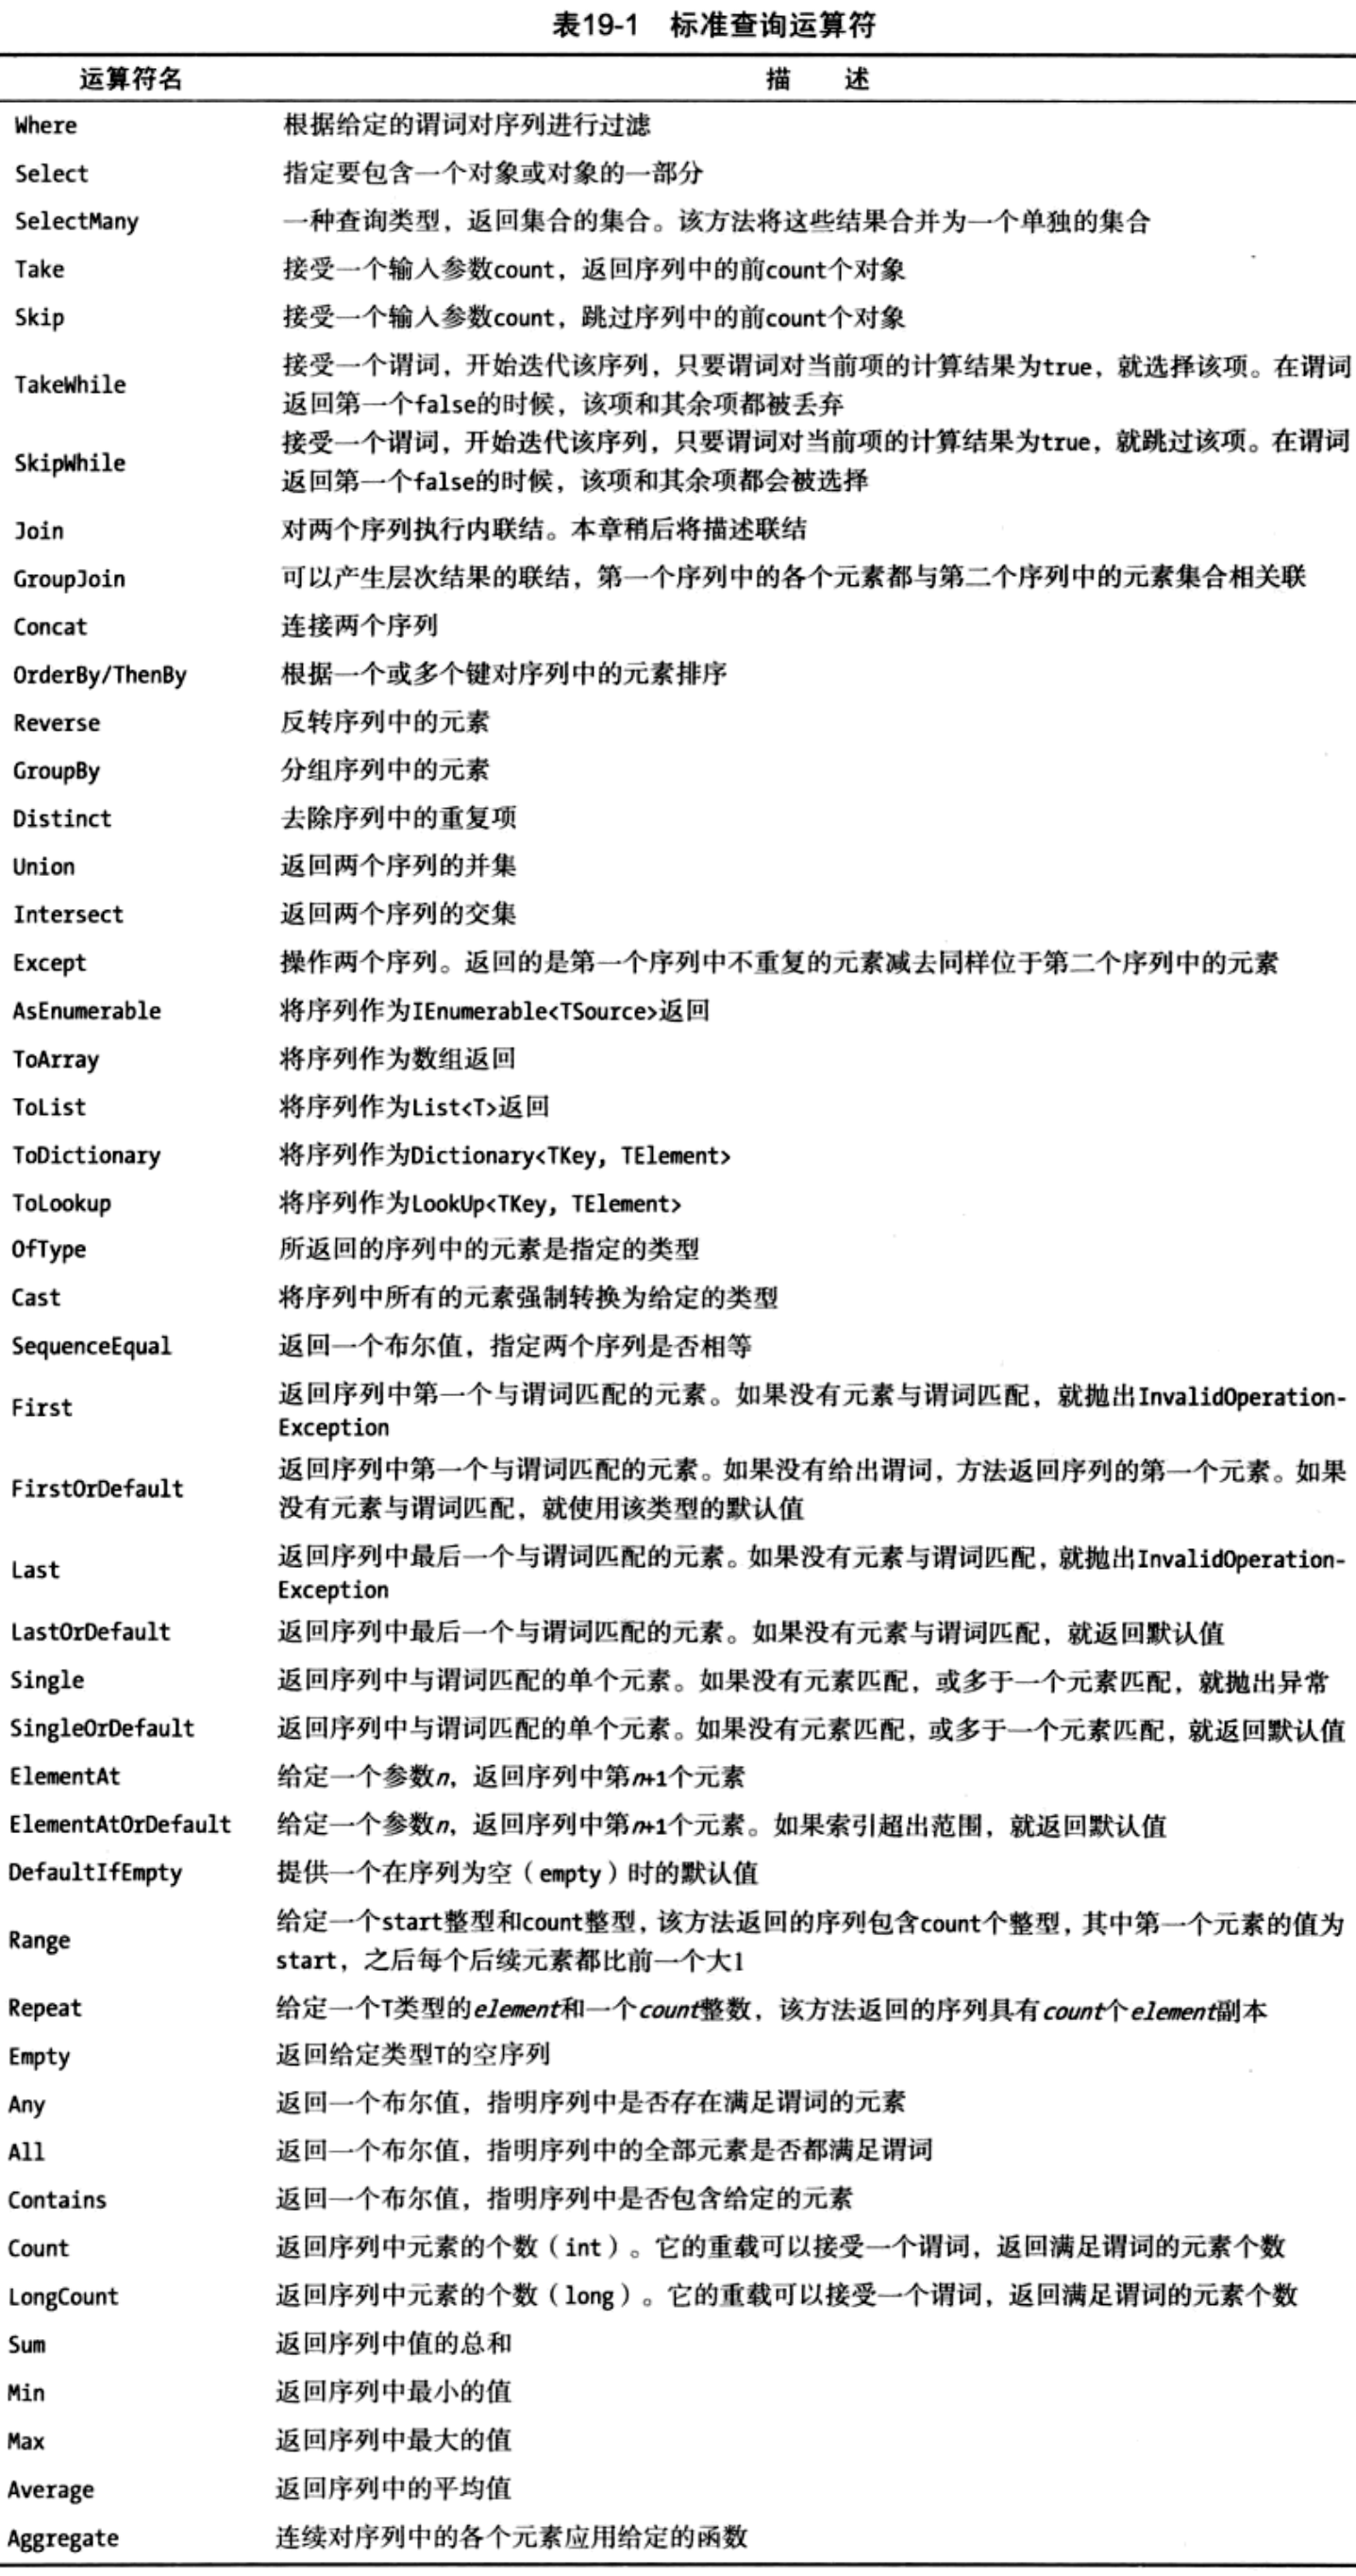 表19-1 标准查询运算符
运算符名 描 述
Where 根据给定的谓词对序列进行过滤
Select 指定要包含一个对象或对象的一部分
SelectMany 一种查询类型，返回集合的集合。该方法将这些结果合并为一个单独的集合
Take 接受一个输入参数count，返回序列中的前count个对象
Skip 接受一个输入参数count，跳过序列中的前count个对象
TakeWhile 接受一个谓词，开始迭代该序列，只要谓词对当前项的计算结果为true，就选择该项。在谓词
返回第一个false的时候，该项和其余项都被丢弃
SkipWhile 接受一个谓词，开始迭代该序列，只要谓词对当前项的计算结果为true，就跳过该项。在谓词
返回第一个false的时候，该项和其余项都会被选择
Join 对两个序列执行内联结。本章稍后将描述联结
GroupJoin 可以产生层次结果的联结，第一个序列中的各个元素都与第二个序列中的元素集合相关联
Concat 连接两个序列
OrderBy/ThenBy 根据一个或多个键对序列中的元素排序
Reverse 反转序列中的元素
GroupBy 分组序列中的元素
Distinct 去除序列中的重复项
Union 返回两个序列的并集
Intersect 返回两个序列的交集
Except 操作两个序列。返回的是第一个序列中不重复的元素减去同样位于第二个序列中的元素
AsEnumerable 将序列作为IEnumerable<TSource>返回
ToArray 将序列作为数组返回
ToList 将序列作为List<T>返回
ToDictionary 将序列作为Dictionary<TKey, TElement>
ToLookup 将序列作为LookUp<TKey, TElement>
OfType 所返回的序列中的元素是指定的类型
Cast 将序列中所有的元素强制转换为给定的类型
SequenceEqual 返回一个布尔值，指定两个序列是否相等
First 返回序列中第一个与谓词匹配的元素。如果没有元素与谓词匹配，就抛出InvalidOperation-
Exception
FirstOrDefault 返回序列中第一个与谓词匹配的元素。如果没有给出谓词，方法返回序列的第一个元素。如果
没有元素与谓词匹配，就使用该类型的默认值
Last 返回序列中最后一个与谓词匹配的元素。如果没有元素与谓词匹配，就抛出InvalidOperation-
Exception
LastOrDefault 返回序列中最后一个与谓词匹配的元素。如果没有元素与谓词匹配，就返回默认值
Single 返回序列中与谓词匹配的单个元素。如果没有元素匹配，或多于一个元素匹配，就抛出异常
SingleOrDefault 返回序列中与谓词匹配的单个元素。如果没有元素匹配，或多于一个元素匹配，就返回默认值
ElementAt 给定一个参数n，返回序列中第n+1个元素
ElementAtOrDefault 给定一个参数n，返回序列中第n+1个元素。如果索引超出范围，就返回默认值
DefaultIfEmpty 提供一个在序列为空（empty）时的默认值
Range 给定一个start整型和count整型，该方法返回的序列包含count个整型，其中第一个元素的值为
start，之后每个后续元素都比前一个大1
Repeat 给定一个T类型的element和一个count整数，该方法返回的序列具有count个element副本
Empty 返回给定类型T的空序列
Any 返回一个布尔值，指明序列中是否存在满足谓词的元素
All 返回一个布尔值，指明序列中的全部元素是否都满足谓词
Contains 返回一个布尔值，指明序列中是否包含给定的元素
Count 返回序列中元素的个数（int）。它的重载可以接受一个谓词，返回满足谓词的元素个数
LongCount 返回序列中元素的个数（long）。它的重载可以接受一个谓词，返回满足谓词的元素个数
Sum 返回序列中值的总和
Min 返回序列中最小的值
Max 返回序列中最大的值
Average 返回序列中的平均值
Aggregate 连续对序列中的各个元素应用给定的函数